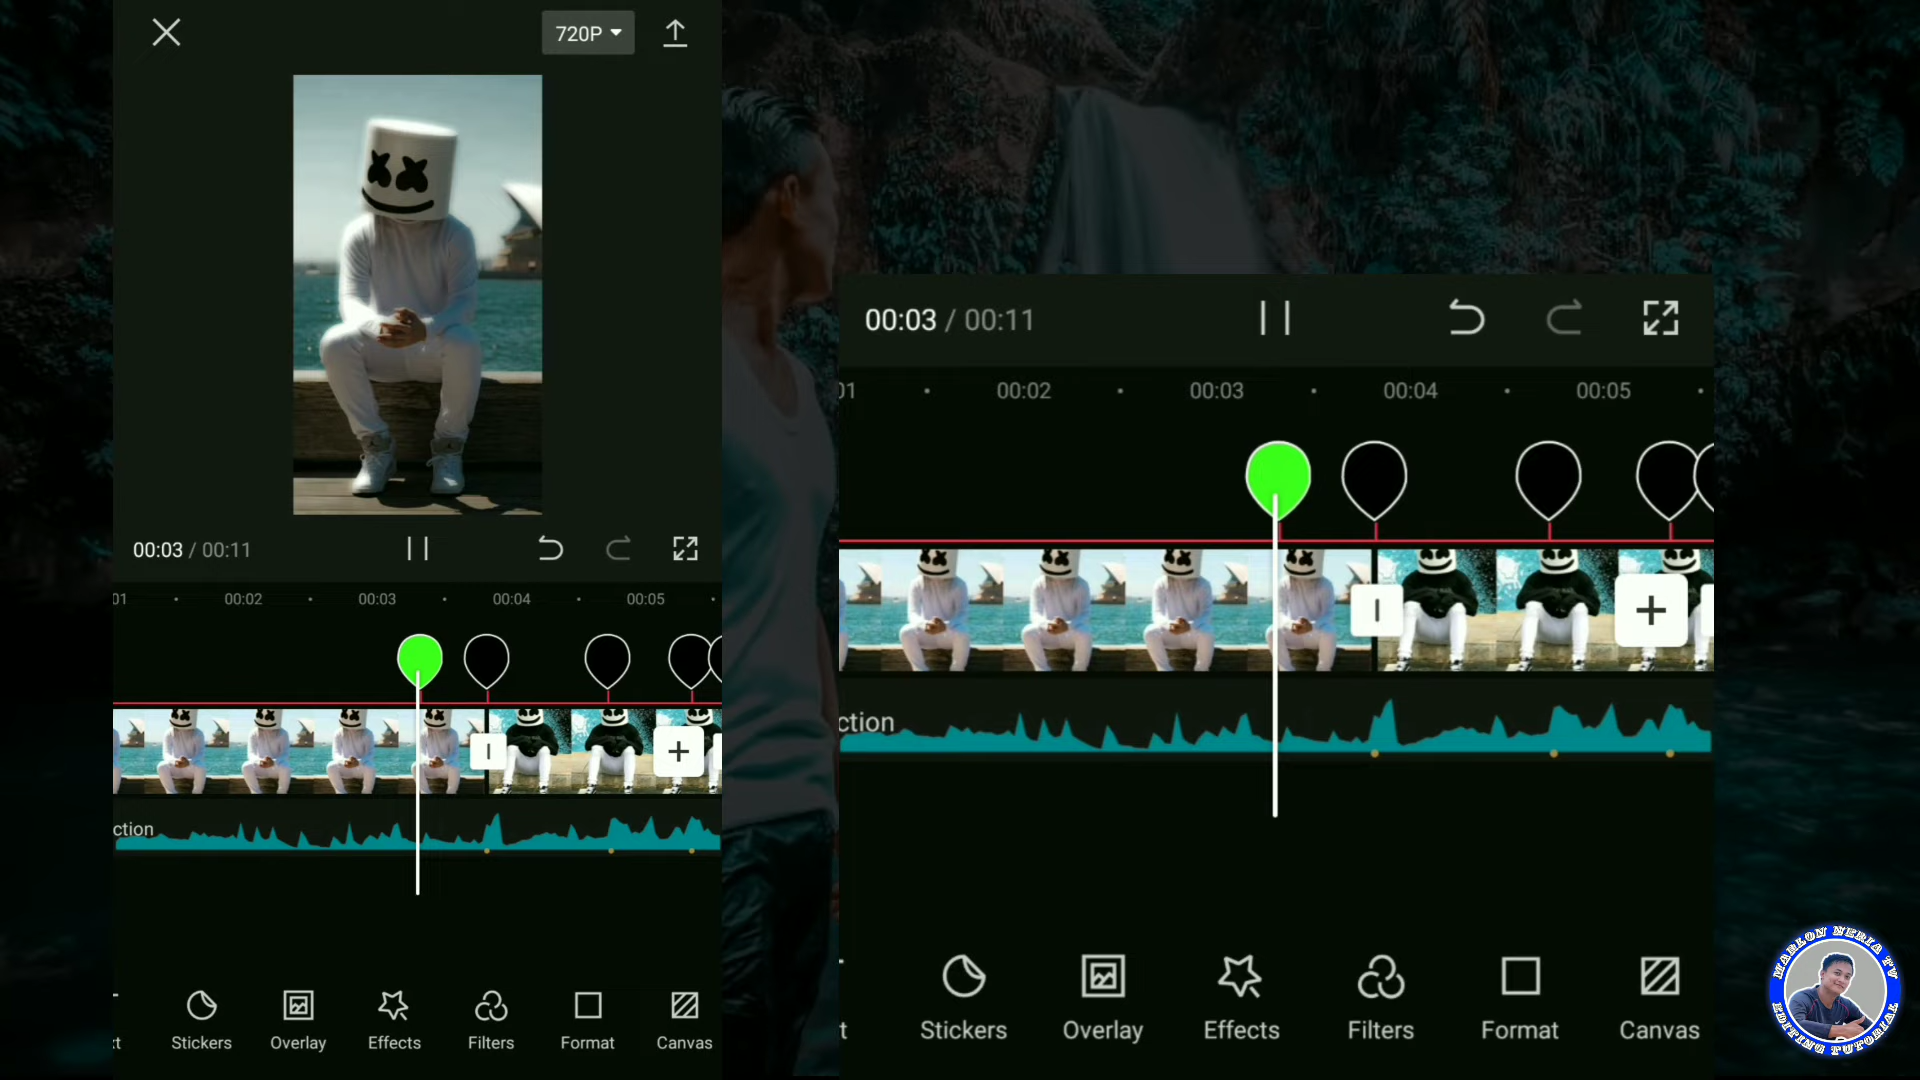 720P
00:03 / 00:11
01 00:02 00:03 00:04 00:05
ction
Stickers Overlay Effects Filters Format Canvas
00:03 / 00:11
01 00:02 00:03 00:04 00:05
ction
t Stickers Overlay Effects Filters Format Canvas
MARLON NERIA TV
EDITING TUTORIAL